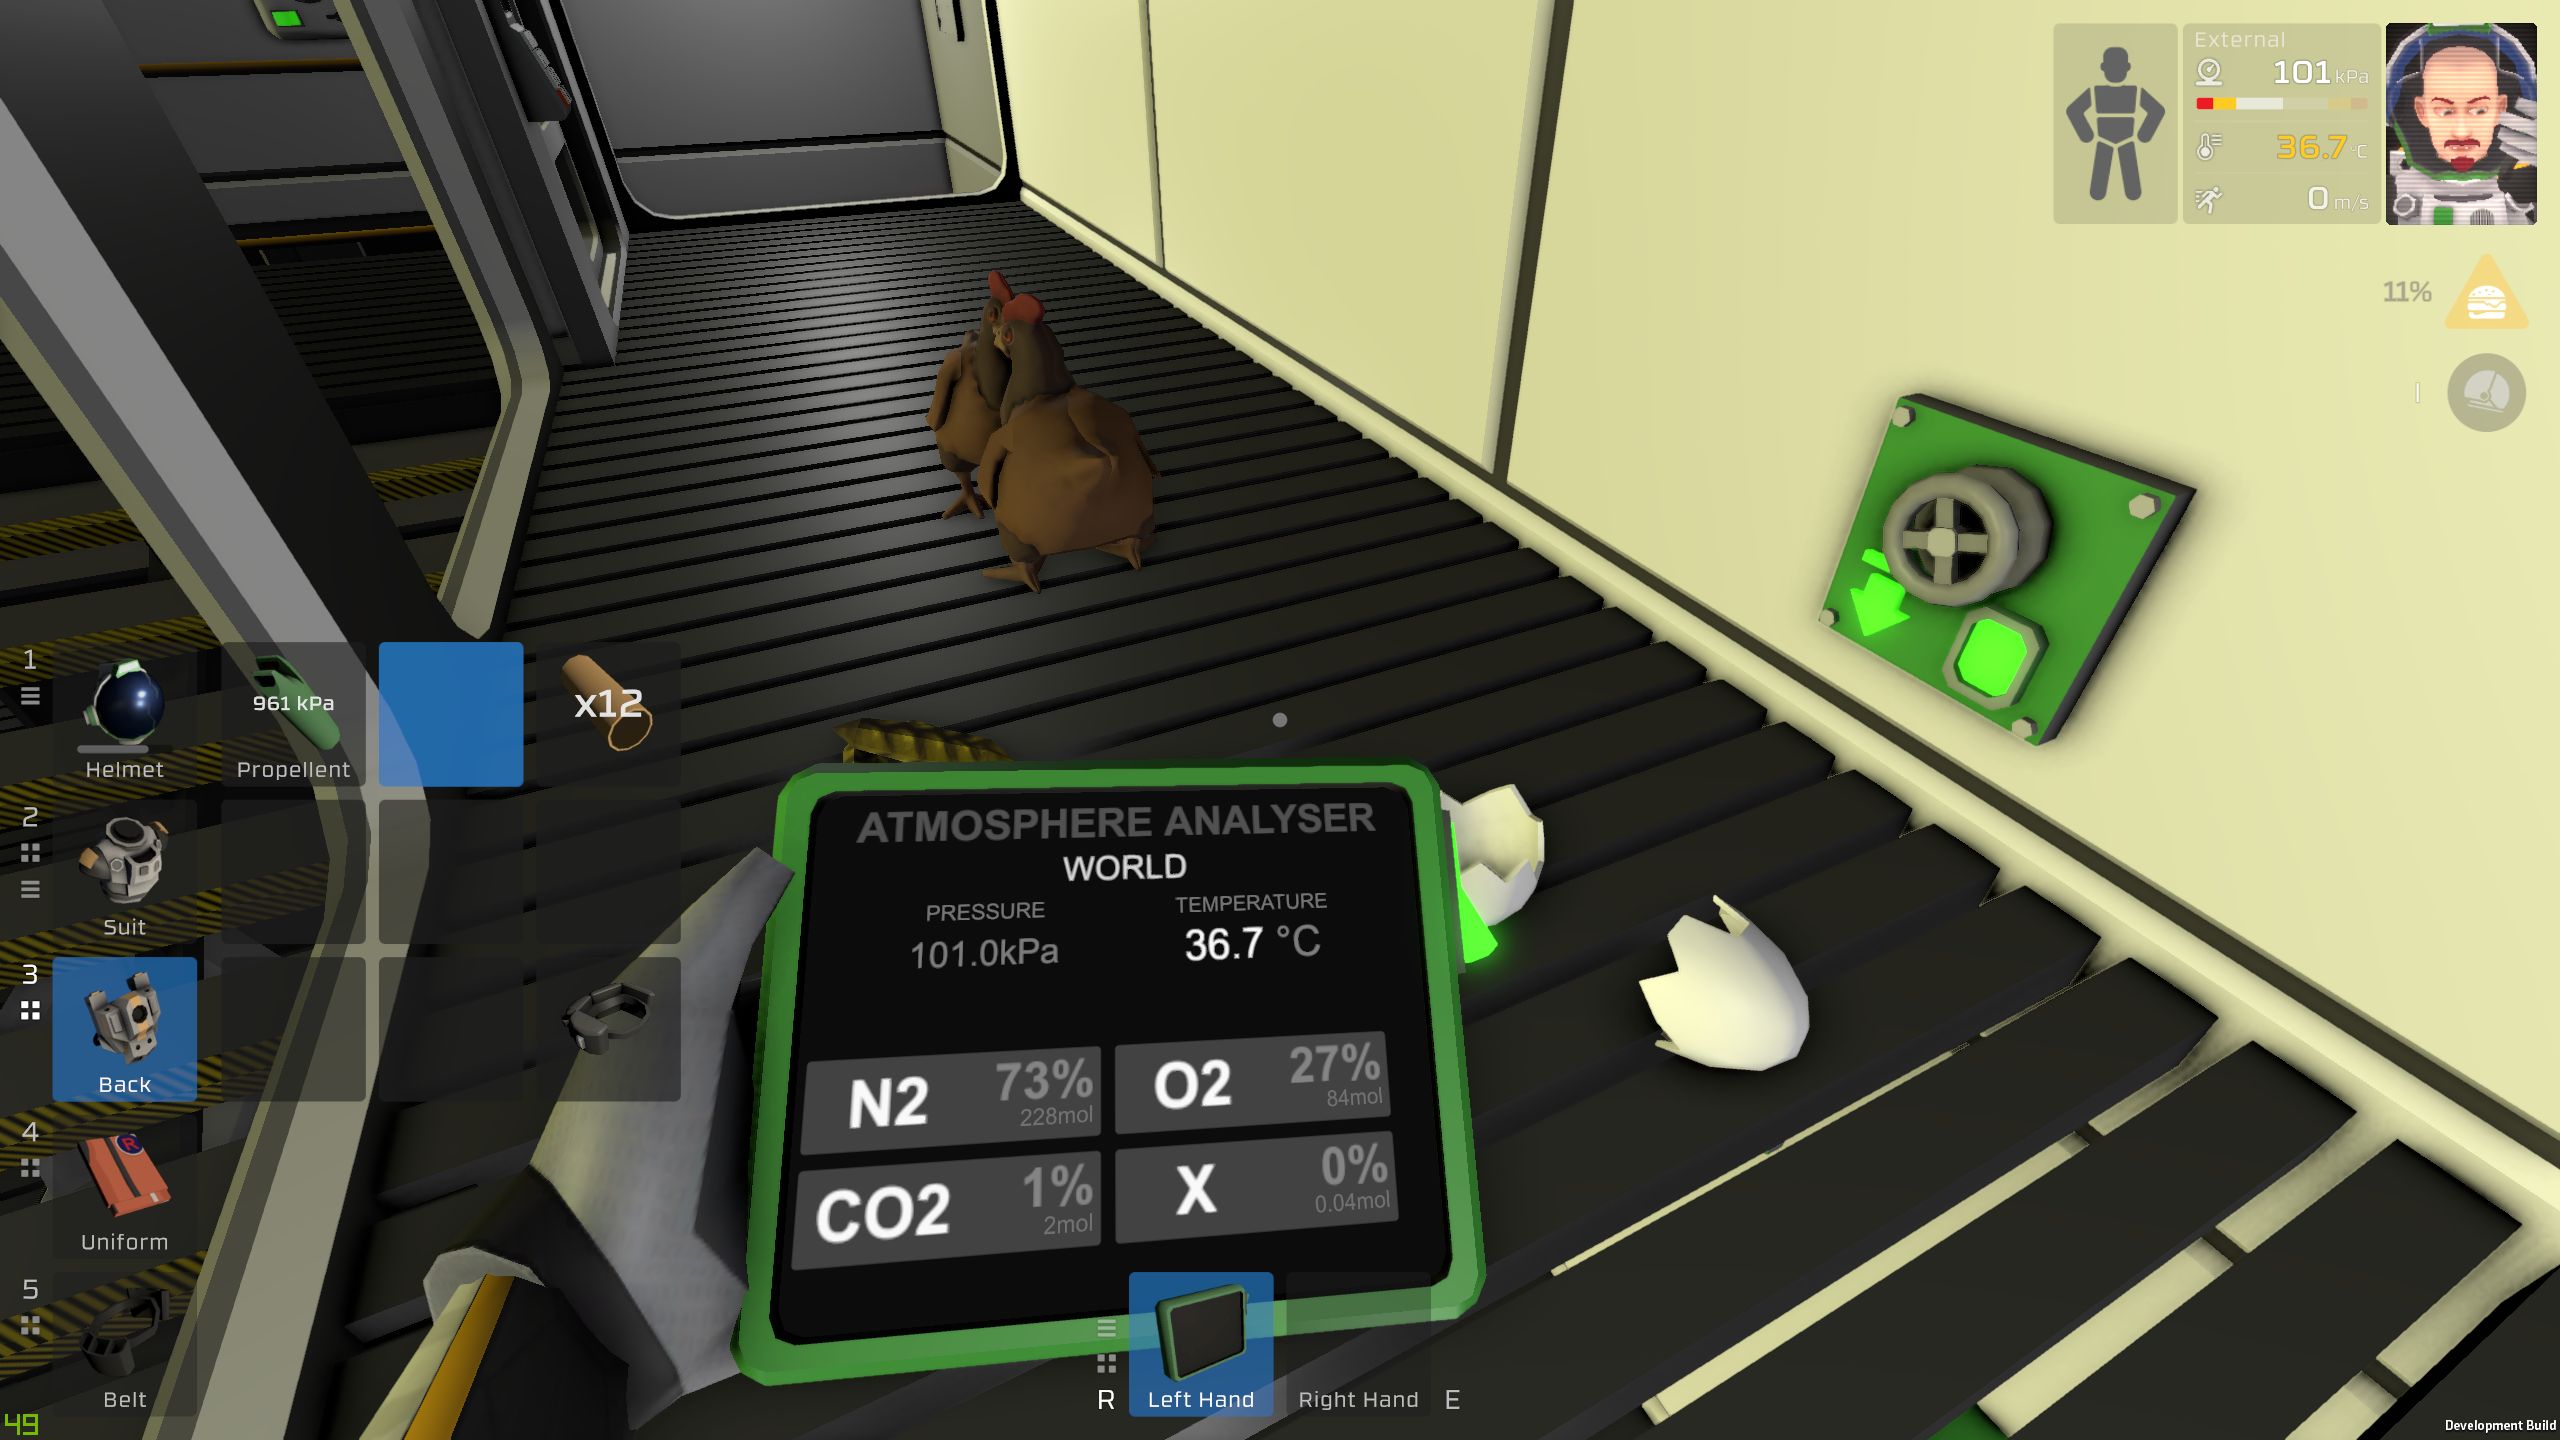 External
101 kPa
36.7 °C
0 m/s
11%
1
Helmet
961 kPa
Propellent
x12
2
Suit
3
Back
4
R
Uniform
5
Belt
ATMOSPHERE ANALYSER
WORLD
PRESSURE
TEMPERATURE
101.0kPa
36.7 °C
N2
73%
228mol
O2
27%
84mol
CO2
1%
2mol
X
0%
0.04mol
R
Left Hand
Right Hand
E
49
Development Build